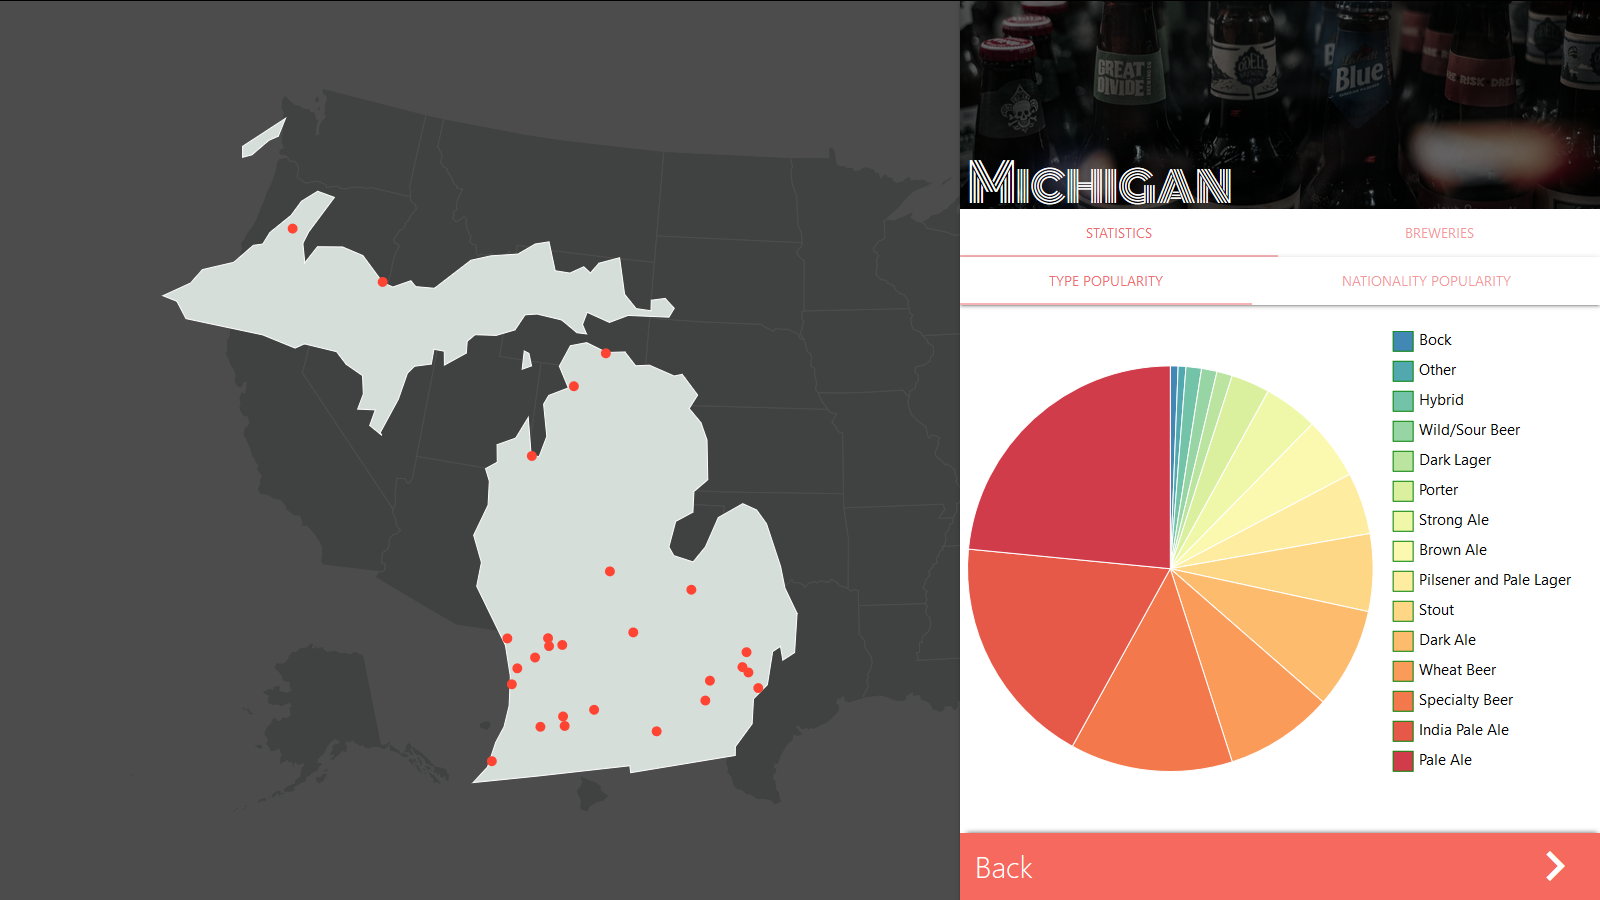 GREAT
DIVIDE
ODELL
Blue
RISK
Michigan
STATISTICS
BREWERIES
TYPE POPULARITY
NATIONALITY POPULARITY
Bock
Other
Hybrid
Wild/Sour Beer
Dark Lager
Porter
Strong Ale
Brown Ale
Pilsener and Pale Lager
Stout
Dark Ale
Wheat Beer
Specialty Beer
India Pale Ale
Pale Ale
Back